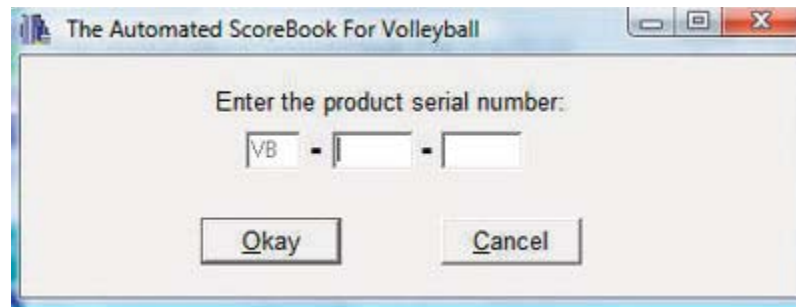 The Automated ScoreBook For Volleyball
Enter the product serial number:
VB - -
Okay Cancel